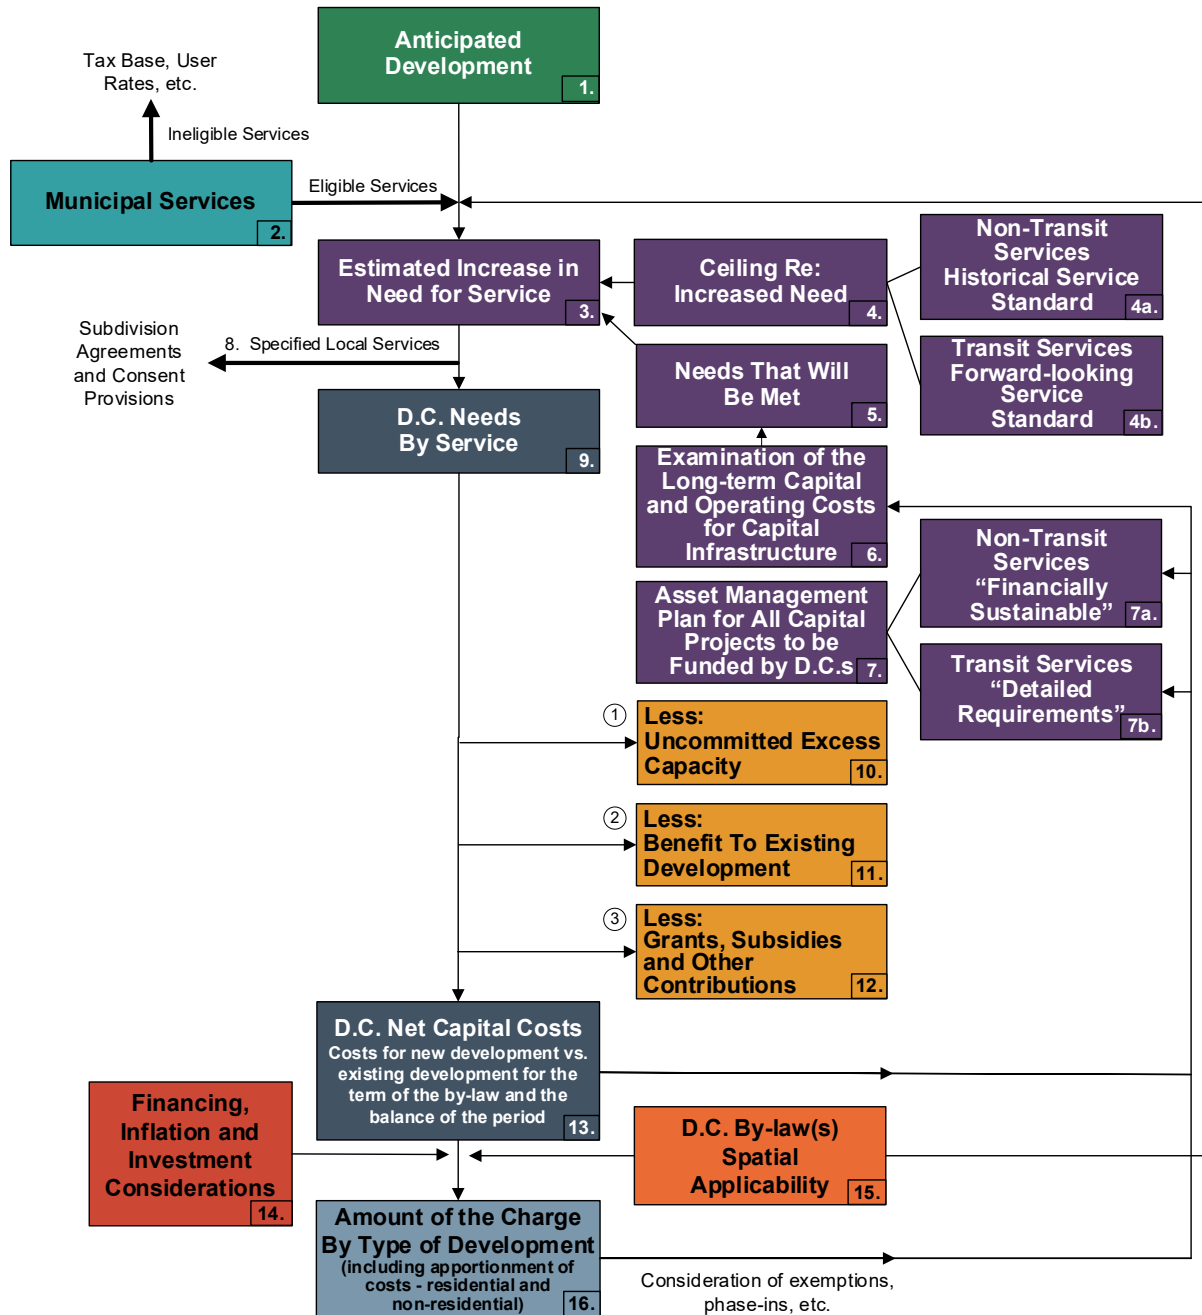 Anticipated
Development
1.
Tax Base, User
Rates, etc.
Ineligible Services
Municipal Services
2.
Eligible Services
Estimated Increase in
Need for Service
3.
Ceiling Re:
Increased Need
4.
Non-Transit
Services
Historical Service
Standard
4a.
Transit Services
Forward-looking
Service
Standard
4b.
Subdivision
Agreements
and Consent
Provisions
8. Specified Local Services
Needs That Will
Be Met
5.
D.C. Needs
By Service
9.
Examination of the
Long-term Capital
and Operating Costs
for Capital
Infrastructure
6.
Asset Management
Plan for All Capital
Projects to be
Funded by D.C.s
7.
Non-Transit
Services
“Financially
Sustainable”
7a.
Transit Services
“Detailed
Requirements”
7b.
1
Less:
Uncommitted Excess
Capacity
10.
2
Less:
Benefit To Existing
Development
11.
3
Less:
Grants, Subsidies
and Other
Contributions
12.
D.C. Net Capital Costs
Costs for new development vs.
existing development for the
term of the by-law and the
balance of the period
13.
Financing,
Inflation and
Investment
Considerations
14.
D.C. By-law(s)
Spatial
Applicability
15.
Amount of the Charge
By Type of Development
(including apportionment of
costs - residential and
non-residential)
16.
Consideration of exemptions,
phase-ins, etc.